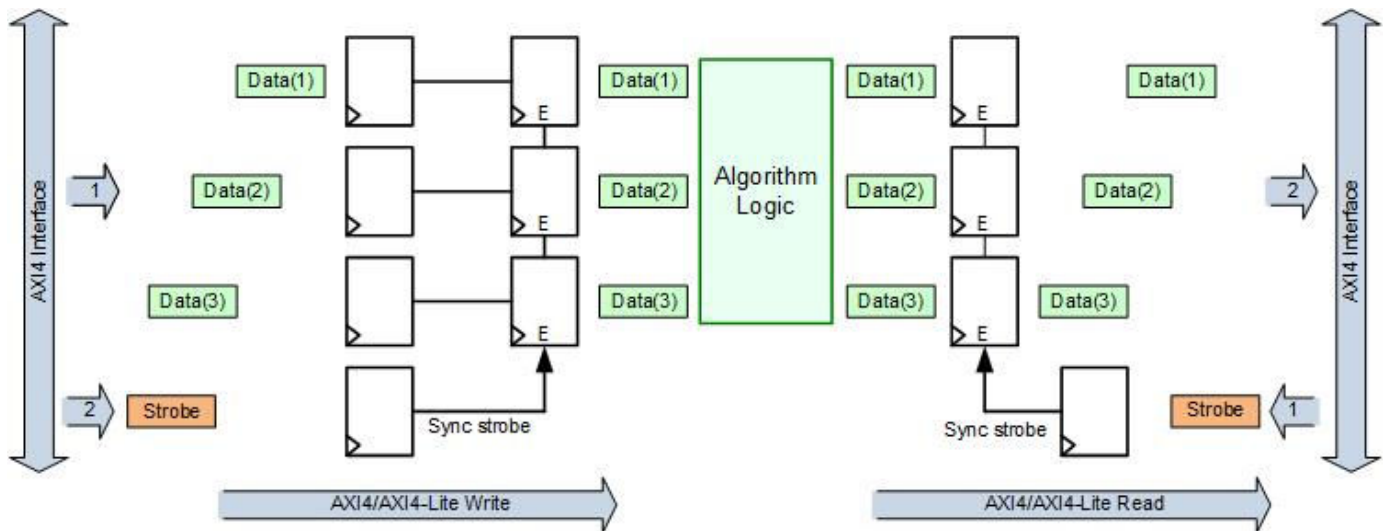 Data(1)
Data(1)
Data(1)
Data(1)
E
E
AXI4 Interface
1
Data(2)
Data(2)
Algorithm
Logic
Data(2)
Data(2)
2
AXI4 Interface
E
E
Data(3)
Data(3)
Data(3)
Data(3)
E
E
2
Strobe
Sync strobe
Sync strobe
Strobe
1
AXI4/AXI4-Lite Write
AXI4/AXI4-Lite Read